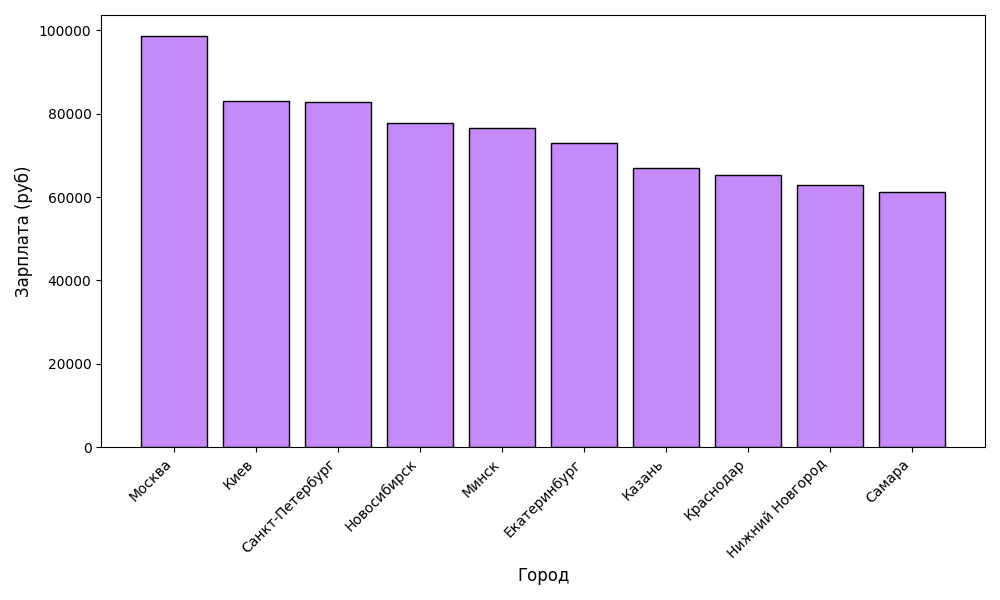 Зарплата (руб)
100000
80000
60000
40000
20000
0
Москва
Киев
Санкт-Петербург
Новосибирск
Минск
Екатеринбург
Казань
Краснодар
Нижний Новгород
Самара
Город